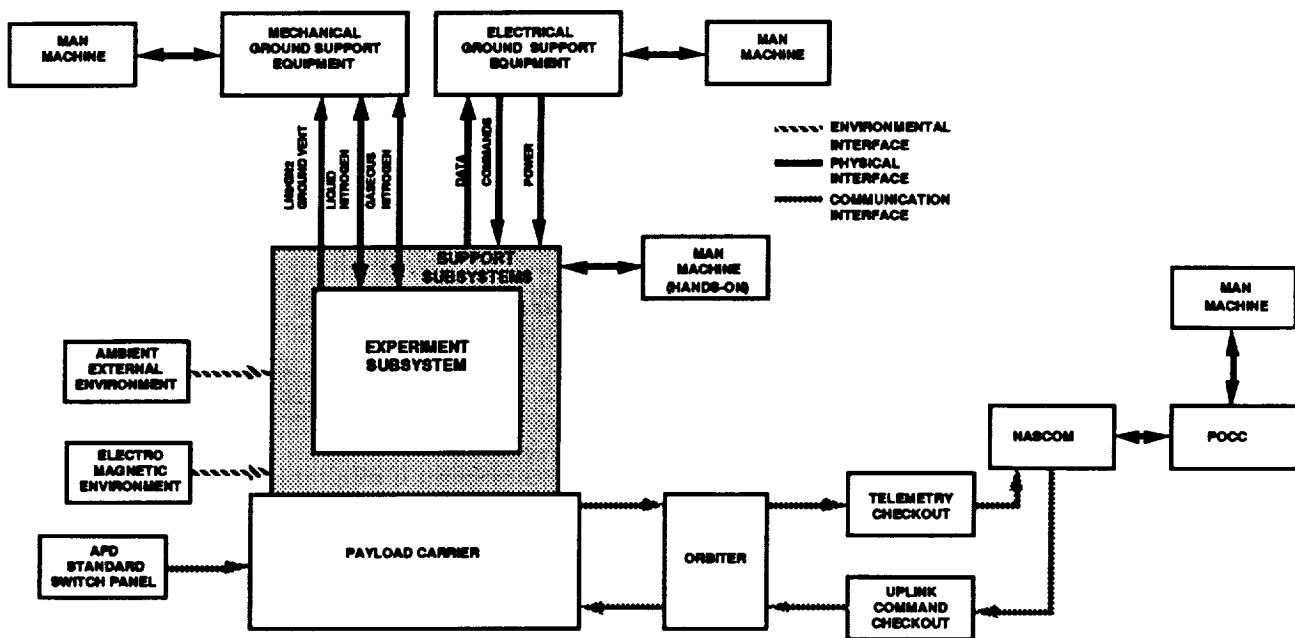 MAN
MACHINE
MECHANICAL
GROUND SUPPORT
EQUIPMENT
ELECTRICAL
GROUND SUPPORT
EQUIPMENT
MAN
MACHINE
GROUND VENT
LIQUID
NITROGEN
GASEOUS
NITROGEN
DATA
COMMANDS
POWER
ENVIRONMENTAL
INTERFACE
PHYSICAL
INTERFACE
COMMUNICATION
INTERFACE
SUPPORT
SUBSYSTEMS
MAN
MACHINE
(HANDS-ON)
MAN
MACHINE
EXPERIMENT
SUBSYSTEM
AMBIENT
EXTERNAL
ENVIRONMENT
ELECTRO
MAGNETIC
ENVIRONMENT
NASCOM
POCC
TELEMETRY
CHECKOUT
AFD
STANDARD
SWITCH PANEL
PAYLOAD CARRIER
ORBITER
UPLINK
COMMAND
CHECKOUT